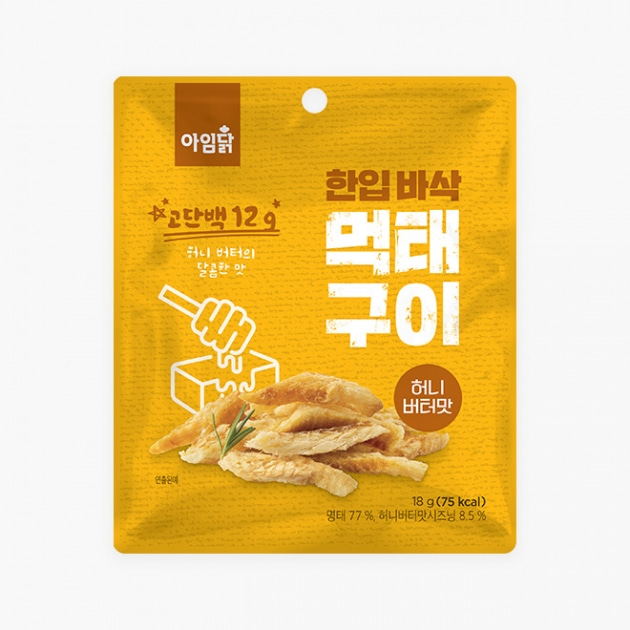 아임닭
고단백 12g
허니 버터의
달콤한 맛
한입 바삭
먹태
구이
허니
버터맛
연출된예
18 g (75 kcal)
명태 77 %, 허니버터맛시즈닝 8.5 %